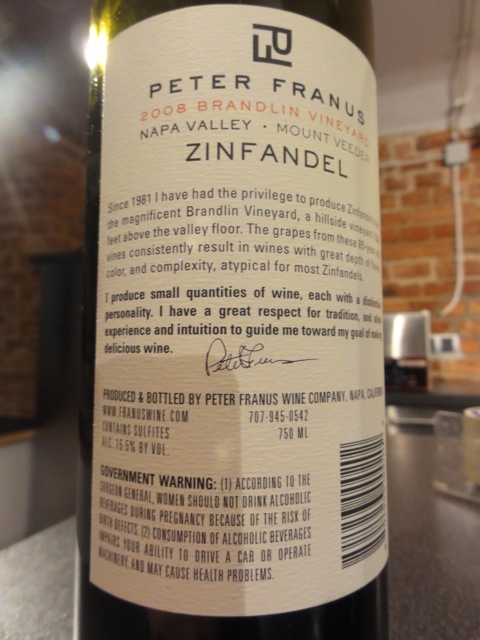 PF
PETER FRANUS
2008 BRANDLIN VINEYARD
NAPA VALLEY • MOUNT VEEDER
ZINFANDEL
Since 1981 I have had the privilege to produce Zinfandel
the magnificent Brandlin Vineyard, a hillside vineyard
feet above the valley floor. The grapes from these 85-year
vines consistently result in wines with great depth of
color, and complexity, atypical for most Zinfandels.
I produce small quantities of wine, each with a distinctive
personality. I have a great respect for tradition, and
experience and intuition to guide me toward my goal of making
delicious wine.
Peter Franus
PRODUCED & BOTTLED BY PETER FRANUS WINE COMPANY, NAPA, CALIFORNIA
WWW.FRANUSWINE.COM 707-945-0542
CONTAINS SULFITES 750 ML
ALC. 15.5% BY VOL.
GOVERNMENT WARNING: (1) ACCORDING TO THE
SURGEON GENERAL, WOMEN SHOULD NOT DRINK ALCOHOLIC
BEVERAGES DURING PREGNANCY BECAUSE OF THE RISK OF
BIRTH DEFECTS. (2) CONSUMPTION OF ALCOHOLIC BEVERAGES
IMPAIRS YOUR ABILITY TO DRIVE A CAR OR OPERATE
MACHINERY, AND MAY CAUSE HEALTH PROBLEMS.